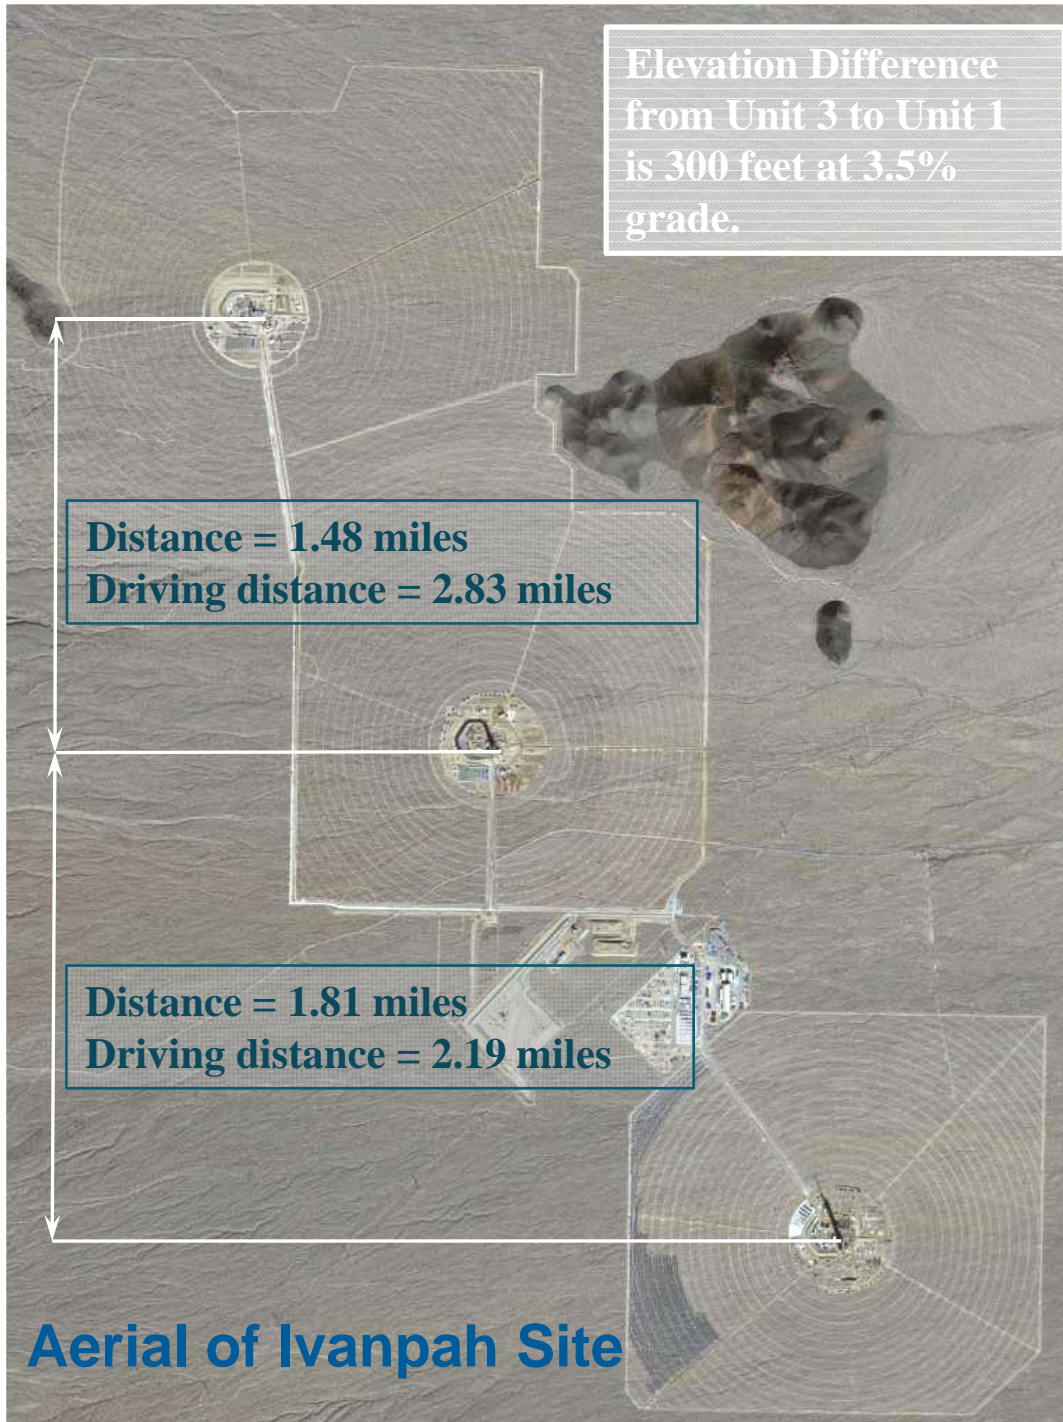 Elevation Difference
from Unit 3 to Unit 1
is 300 feet at 3.5%
grade.
Distance = 1.48 miles
Driving distance = 2.83 miles
Distance = 1.81 miles
Driving distance = 2.19 miles
Aerial of Ivanpah Site